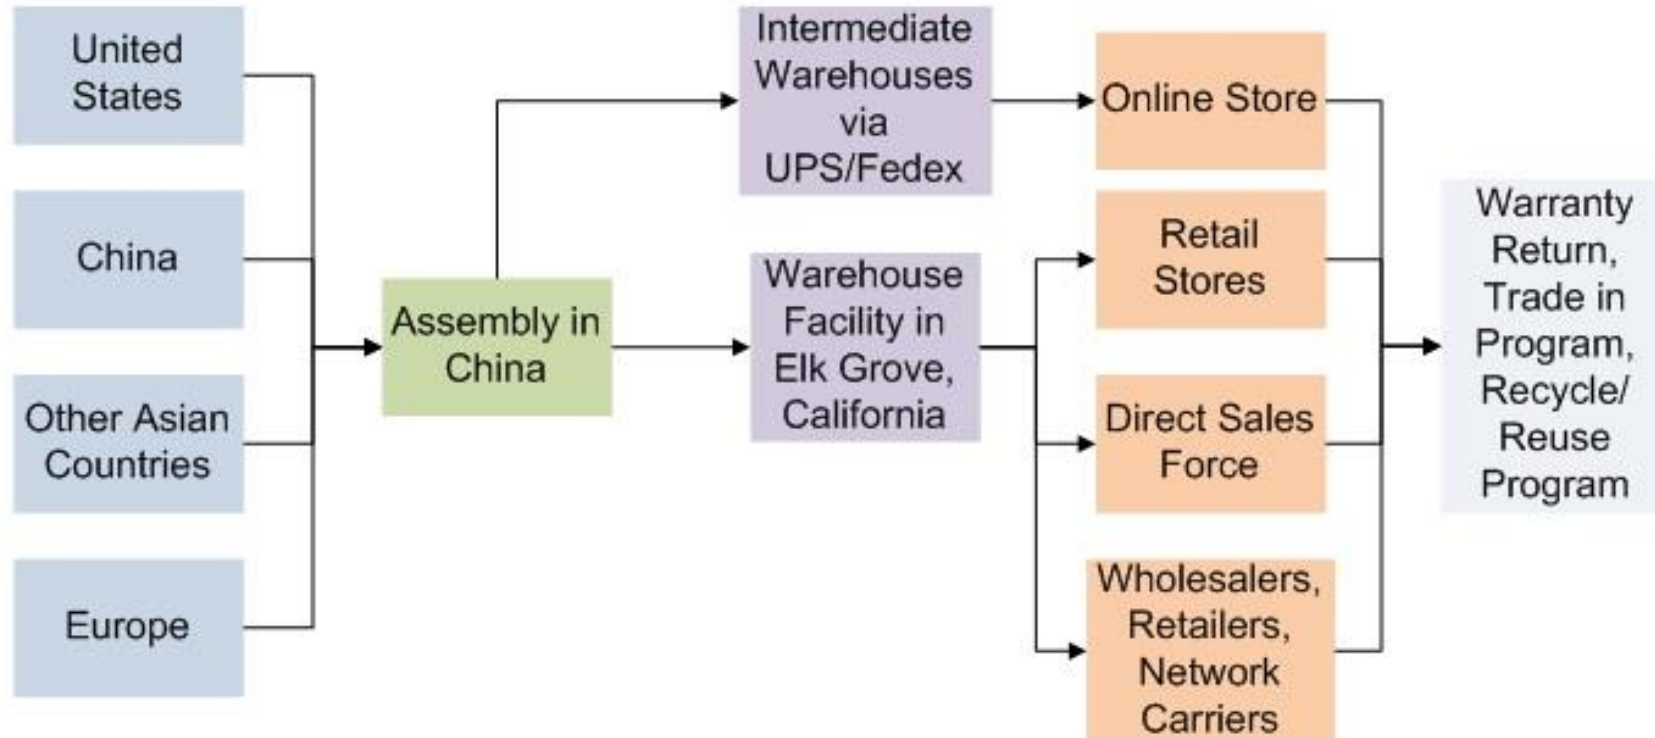 United
States
China
Other Asian
Countries
Europe
Assembly in
China
Intermediate
Warehouses
via
UPS/Fedex
Warehouse
Facility in
Elk Grove,
California
Online Store
Retail
Stores
Direct Sales
Force
Wholesalers,
Retailers,
Network
Carriers
Warranty
Return,
Trade in
Program,
Recycle/
Reuse
Program